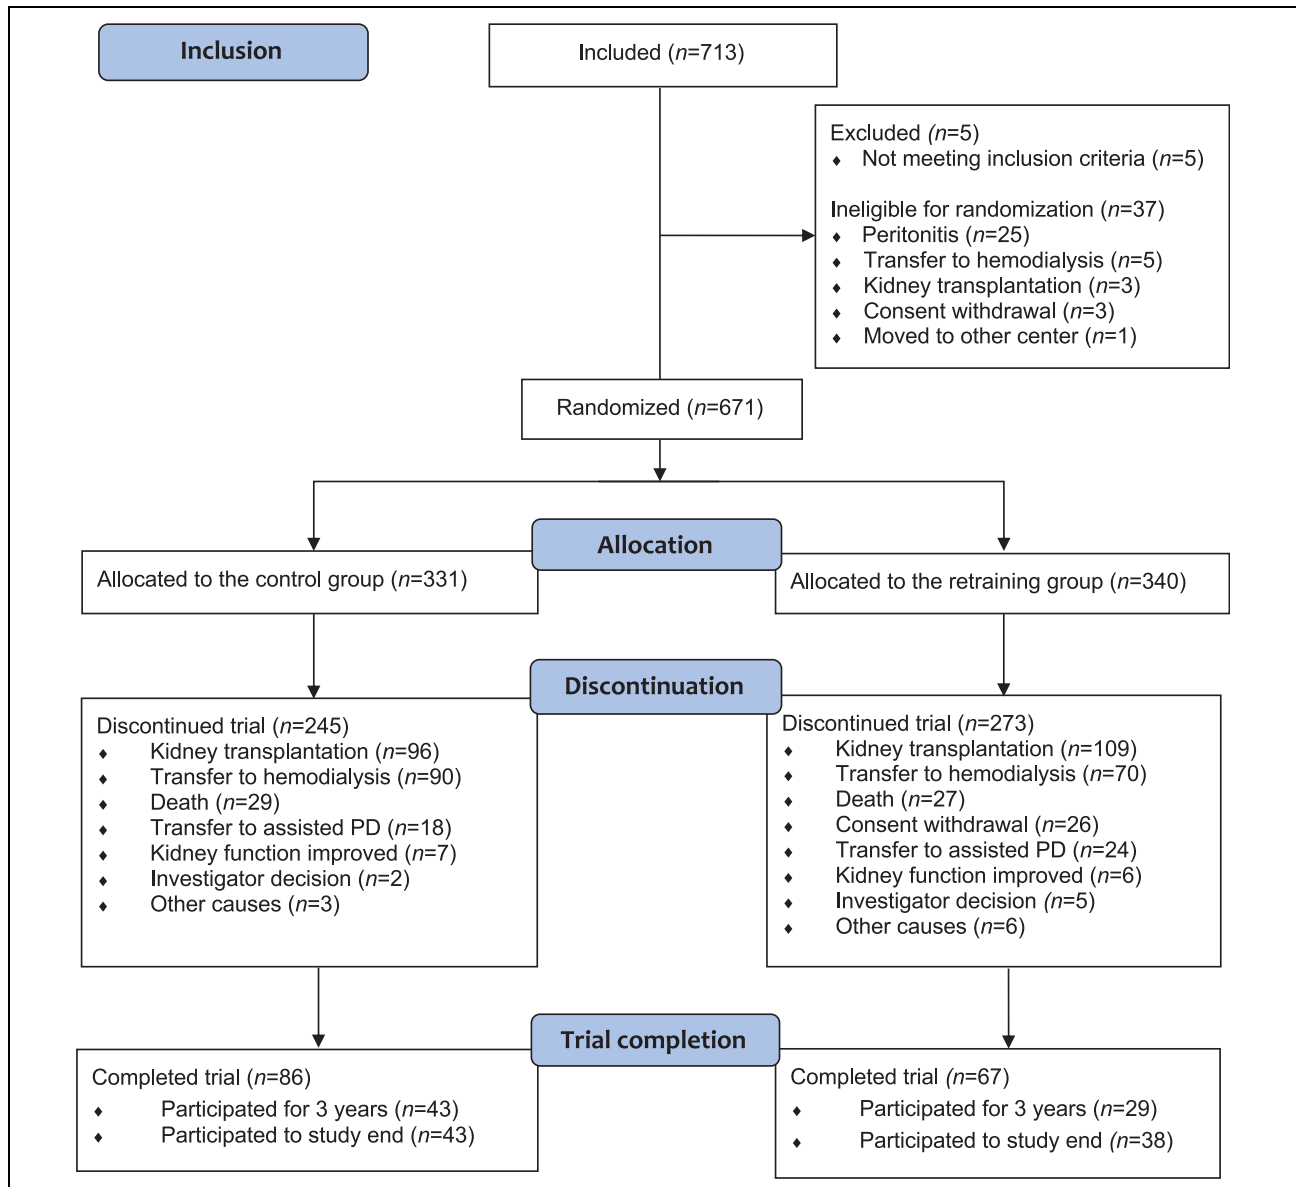 Inclusion
Included (n=713)
Excluded (n=5)
♦ Not meeting inclusion criteria (n=5)
Ineligible for randomization (n=37)
♦ Peritonitis (n=25)
♦ Transfer to hemodialysis (n=5)
♦ Kidney transplantation (n=3)
♦ Consent withdrawal (n=3)
♦ Moved to other center (n=1)
Randomized (n=671)
Allocation
Allocated to the control group (n=331)
Allocated to the retraining group (n=340)
Discontinuation
Discontinued trial (n=245)
♦ Kidney transplantation (n=96)
♦ Transfer to hemodialysis (n=90)
♦ Death (n=29)
♦ Transfer to assisted PD (n=18)
♦ Kidney function improved (n=7)
♦ Investigator decision (n=2)
♦ Other causes (n=3)
Discontinued trial (n=273)
♦ Kidney transplantation (n=109)
♦ Transfer to hemodialysis (n=70)
♦ Death (n=27)
♦ Consent withdrawal (n=26)
♦ Transfer to assisted PD (n=24)
♦ Kidney function improved (n=6)
♦ Investigator decision (n=5)
♦ Other causes (n=6)
Trial completion
Completed trial (n=86)
♦ Participated for 3 years (n=43)
♦ Participated to study end (n=43)
Completed trial (n=67)
♦ Participated for 3 years (n=29)
♦ Participated to study end (n=38)